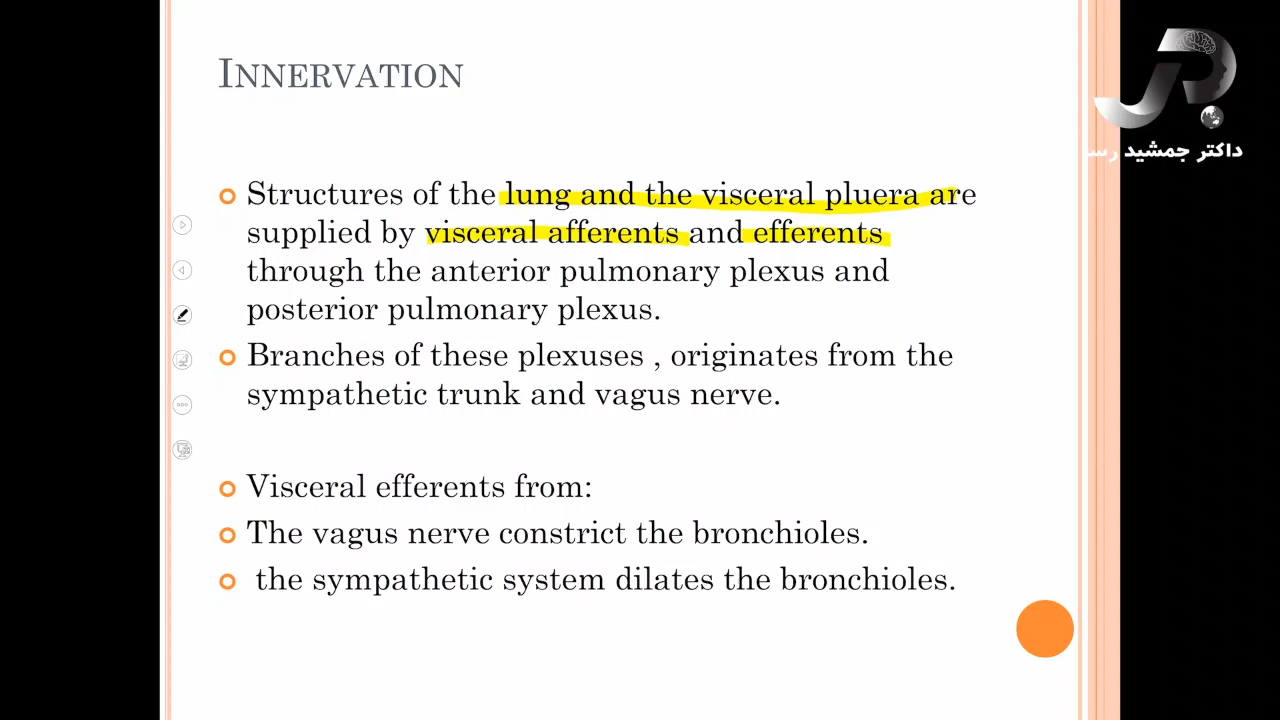 INNERVATION
Structures of the lung and the visceral pluera are
supplied by visceral afferents and efferents
through the anterior pulmonary plexus and
posterior pulmonary plexus.
Branches of these plexuses , originates from the
sympathetic trunk and vagus nerve.
Visceral efferents from:
The vagus nerve constrict the bronchioles.
the sympathetic system dilates the bronchioles.
داکتر جمشید